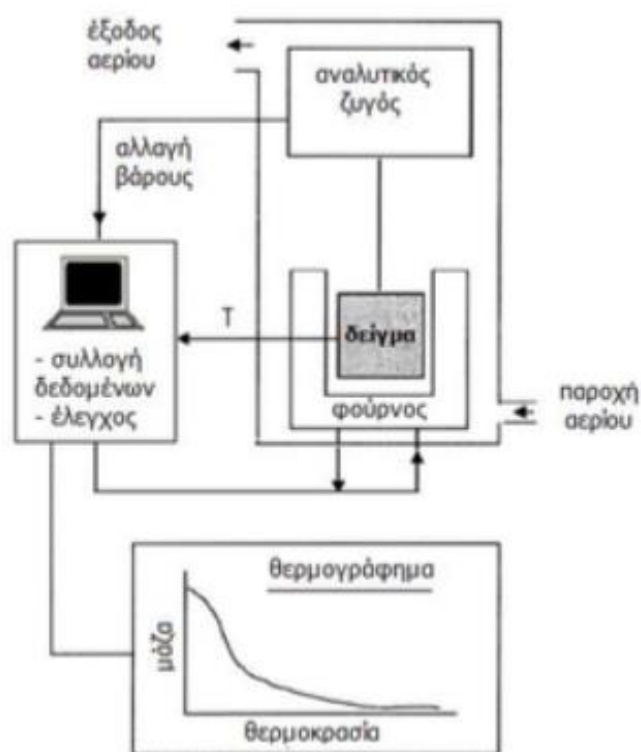 έξοδος
αερίου
αναλυτικός
ζυγός
αλλαγή
βάρους
T
δείγμα
- συλλογή
δεδομένων
- έλεγχος
φούρνος
παροχή
αερίου
θερμογράφημα
μάζα
θερμοκρασία